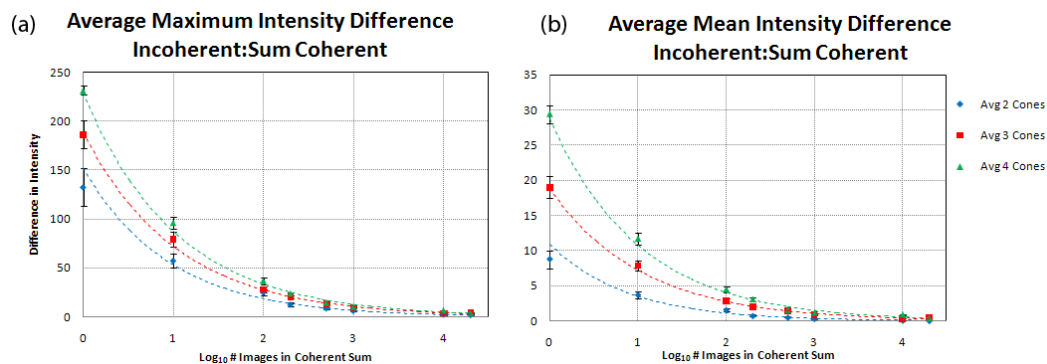 (a) Average Maximum Intensity Difference
Incoherent:Sum Coherent
250
200
150
100
50
0
Difference in Intensity
0 1 2 3 4
Log10 # Images in Coherent Sum
(b) Average Mean Intensity Difference
Incoherent:Sum Coherent
35
30
25
20
15
10
5
0
0 1 2 3 4
Log10 # Images in Coherent Sum
Avg 2 Cones
Avg 3 Cones
Avg 4 Cones